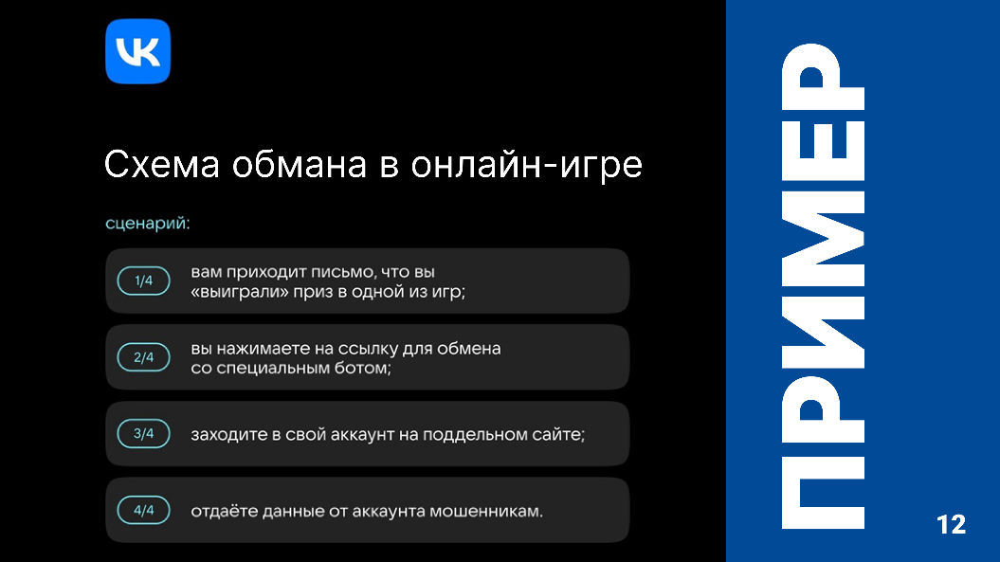 VK
Схема обмана в онлайн-игре
сценарий:
1/4
вам приходит письмо, что вы
«выиграли» приз в одной из игр;
2/4
вы нажимаете на ссылку для обмена
со специальным ботом;
3/4
заходите в свой аккаунт на поддельном сайте;
4/4
отдаёте данные от аккаунта мошенникам.
ПРИМЕР
12